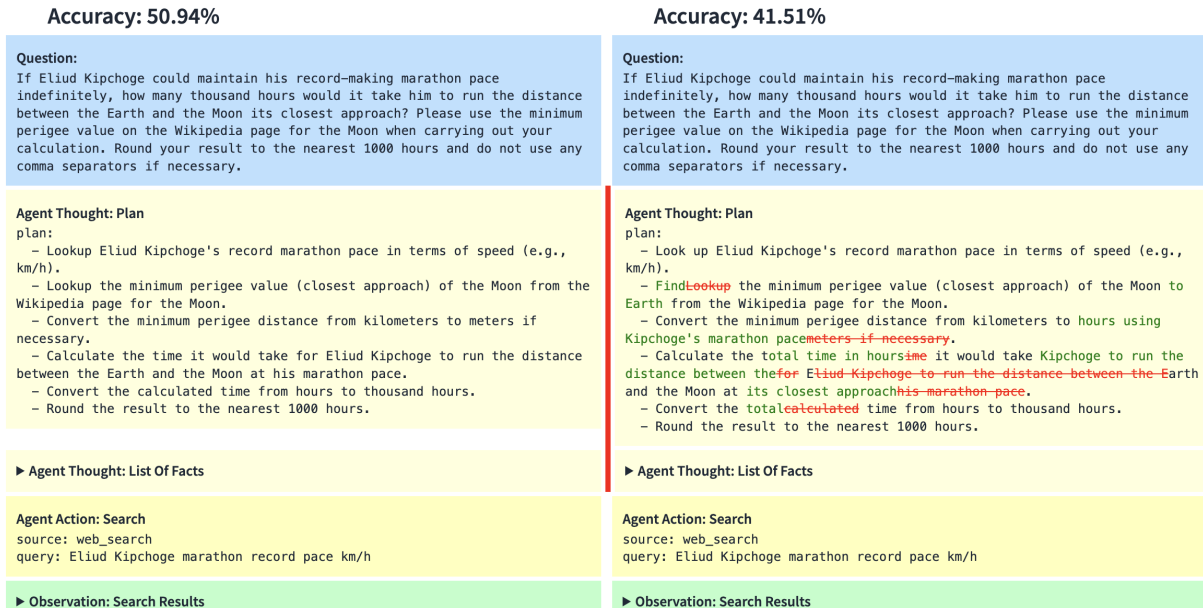 Accuracy: 50.94%
Question:
If Eliud Kipchoge could maintain his record-making marathon pace
indefinitely, how many thousand hours would it take him to run the distance
between the Earth and the Moon its closest approach? Please use the minimum
perigee value on the Wikipedia page for the Moon when carrying out your
calculation. Round your result to the nearest 1000 hours and do not use any
comma separators if necessary.
Agent Thought: Plan
plan:
– Lookup Eliud Kipchoge's record marathon pace in terms of speed (e.g.,
km/h).
– Lookup the minimum perigee value (closest approach) of the Moon from the
Wikipedia page for the Moon.
– Convert the minimum perigee distance from kilometers to meters if
necessary.
– Calculate the time it would take for Eliud Kipchoge to run the distance
between the Earth and the Moon at his marathon pace.
– Convert the calculated time from hours to thousand hours.
– Round the result to the nearest 1000 hours.
▶ Agent Thought: List Of Facts
Agent Action: Search
source: web_search
query: Eliud Kipchoge marathon record pace km/h
▶ Observation: Search Results
Accuracy: 41.51%
Question:
If Eliud Kipchoge could maintain his record-making marathon pace
indefinitely, how many thousand hours would it take him to run the distance
between the Earth and the Moon its closest approach? Please use the minimum
perigee value on the Wikipedia page for the Moon when carrying out your
calculation. Round your result to the nearest 1000 hours and do not use any
comma separators if necessary.
Agent Thought: Plan
plan:
– Look up Eliud Kipchoge's record marathon pace in terms of speed (e.g.,
km/h).
– FindLookup the minimum perigee value (closest approach) of the Moon to
Earth from the Wikipedia page for the Moon.
– Convert the minimum perigee distance from kilometers to hours using
Kipchoge's marathon pacemeters if necessary.
– Calculate the total time in hoursime it would take Kipchoge to run the
distance between thefor Eliud Kipchoge to run the distance between the Earth
and the Moon at its closest approachhis marathon pace.
– Convert the totalcalculated time from hours to thousand hours.
– Round the result to the nearest 1000 hours.
▶ Agent Thought: List Of Facts
Agent Action: Search
source: web_search
query: Eliud Kipchoge marathon record pace km/h
▶ Observation: Search Results